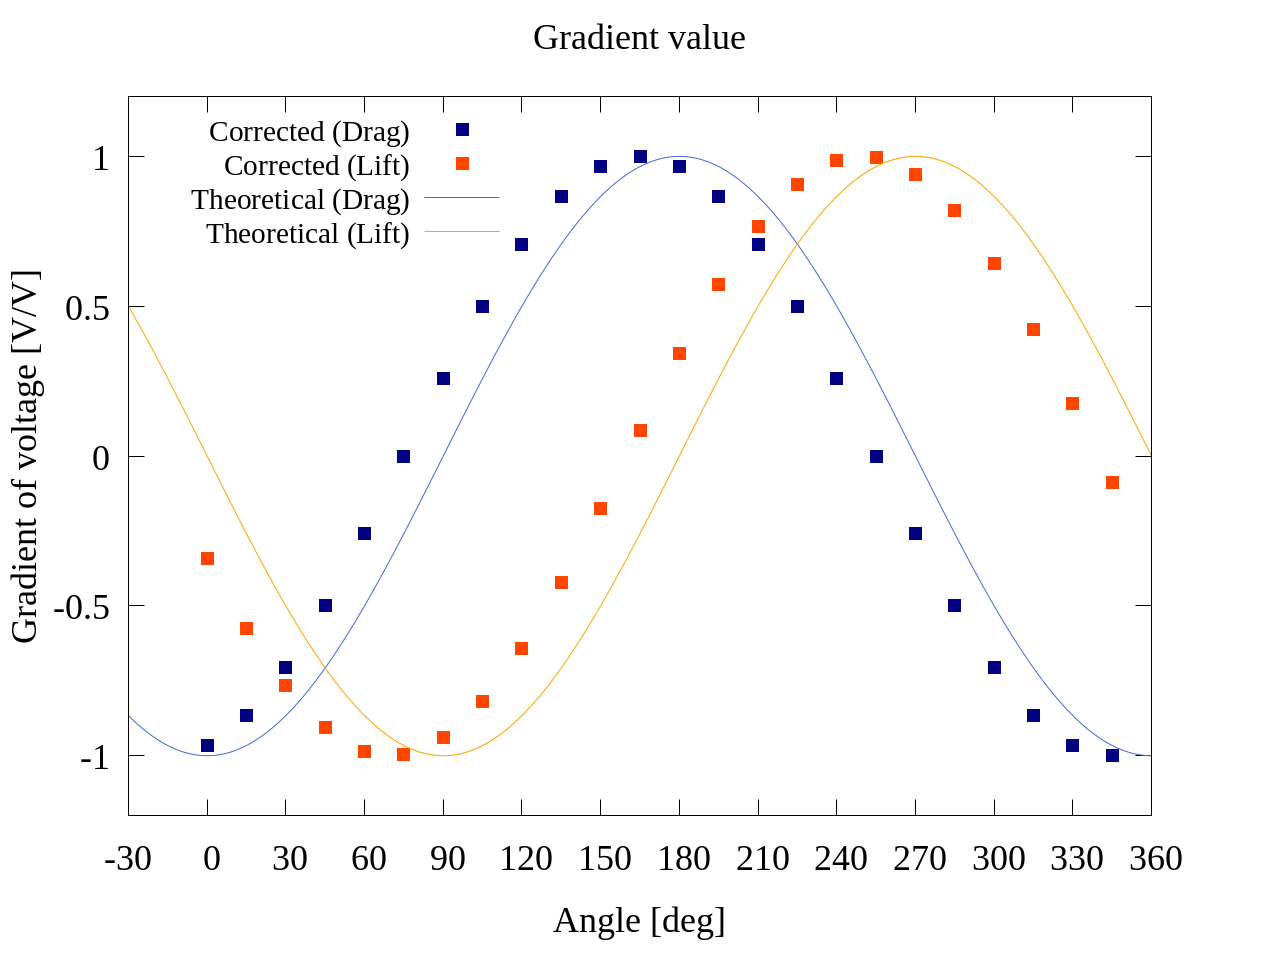 Gradient value
Corrected (Drag)
Corrected (Lift)
Theoretical (Drag)
Theoretical (Lift)
1
0.5
0
-0.5
-1
Gradient of voltage [V/V]
-30 0 30 60 90 120 150 180 210 240 270 300 330 360
Angle [deg]